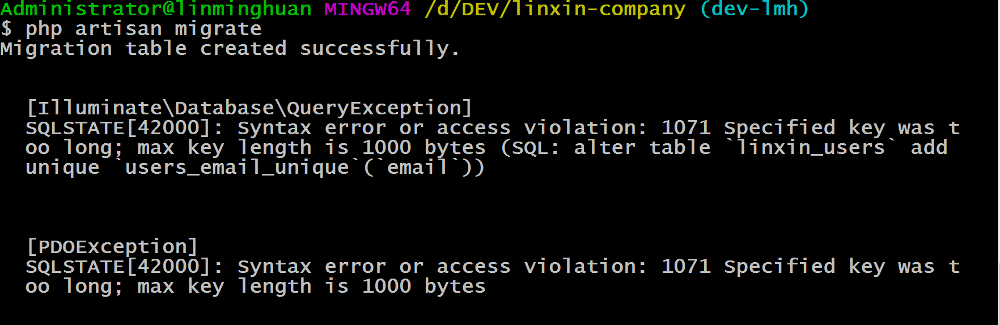 Administrator@linminghuan MINGW64 /d/DEV/linxin-company (dev-lmh)
$ php artisan migrate
Migration table created successfully.
[Illuminate\Database\QueryException]
SQLSTATE[42000]: Syntax error or access violation: 1071 Specified key was t
oo long; max key length is 1000 bytes (SQL: alter table `linxin_users` add
unique `users_email_unique`(`email`))
[PDOException]
SQLSTATE[42000]: Syntax error or access violation: 1071 Specified key was t
oo long; max key length is 1000 bytes